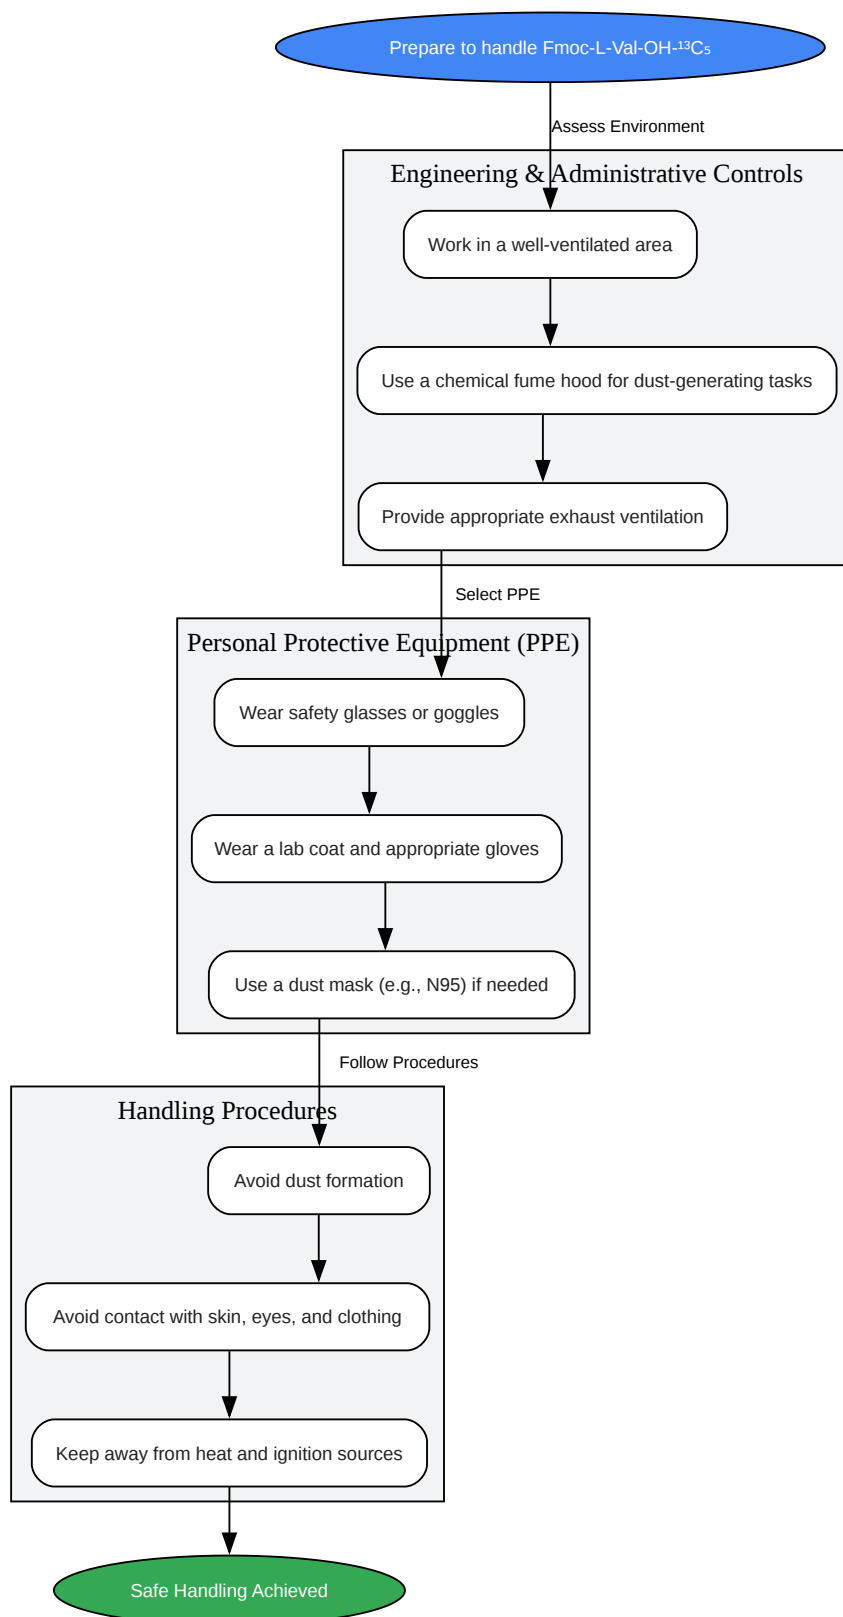 Prepare to handle Fmoc-L-Val-OH-¹³C₅
Assess Environment
Engineering & Administrative Controls
Work in a well-ventilated area
Use a chemical fume hood for dust-generating tasks
Provide appropriate exhaust ventilation
Select PPE
Personal Protective Equipment (PPE)
Wear safety glasses or goggles
Wear a lab coat and appropriate gloves
Use a dust mask (e.g., N95) if needed
Follow Procedures
Handling Procedures
Avoid dust formation
Avoid contact with skin, eyes, and clothing
Keep away from heat and ignition sources
Safe Handling Achieved